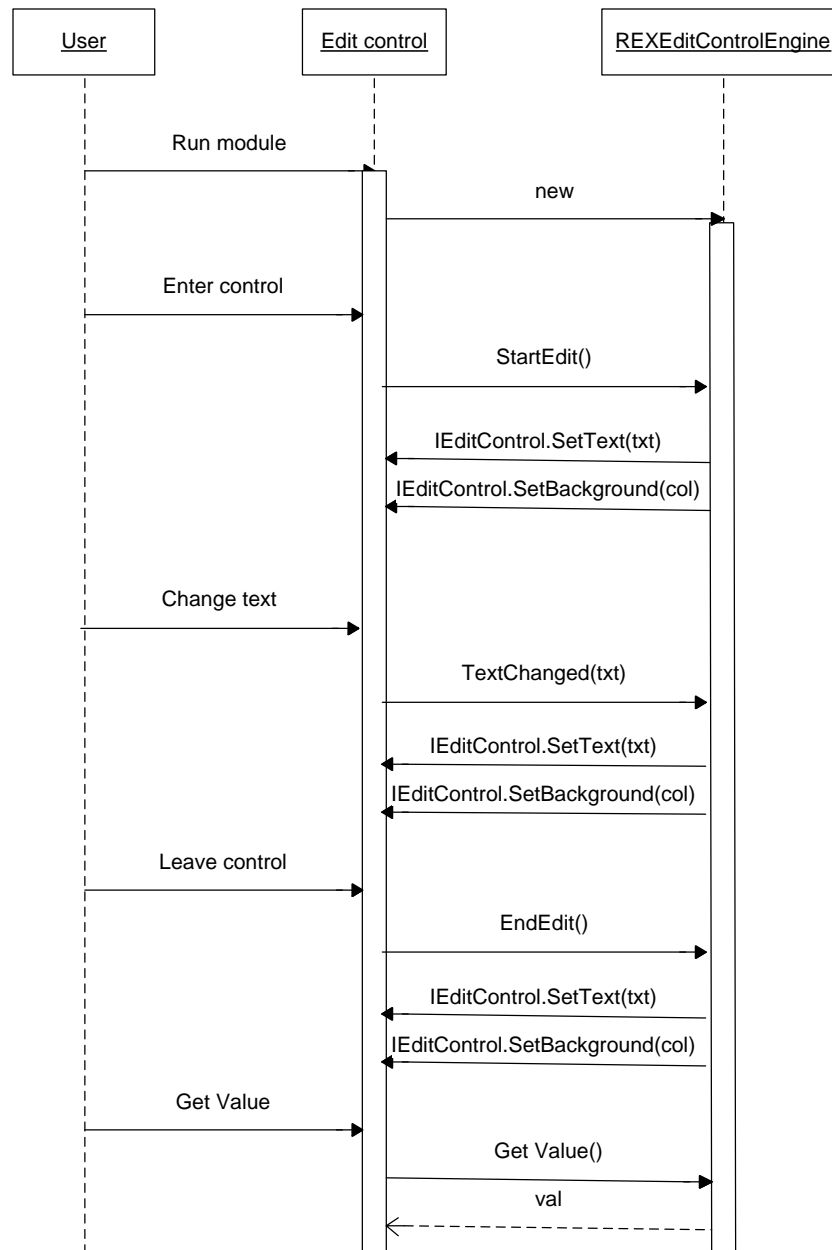 User
Edit control
REXEditControlEngine
Run module
new
Enter control
StartEdit()
IEditControl.SetText(txt)
IEditControl.SetBackground(col)
Change text
TextChanged(txt)
IEditControl.SetText(txt)
IEditControl.SetBackground(col)
Leave control
EndEdit()
IEditControl.SetText(txt)
IEditControl.SetBackground(col)
Get Value
Get Value()
val